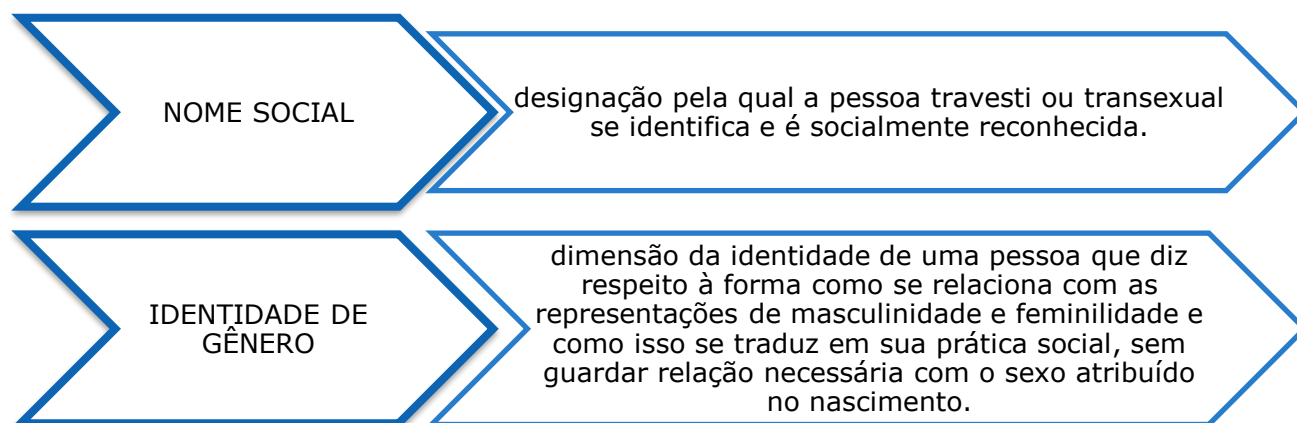 NOME SOCIAL
designação pela qual a pessoa travesti ou transexual
se identifica e é socialmente reconhecida.
IDENTIDADE DE
GÊNERO
dimensão da identidade de uma pessoa que diz
respeito à forma como se relaciona com as
representações de masculinidade e feminilidade e
como isso se traduz em sua prática social, sem
guardar relação necessária com o sexo atribuído
no nascimento.